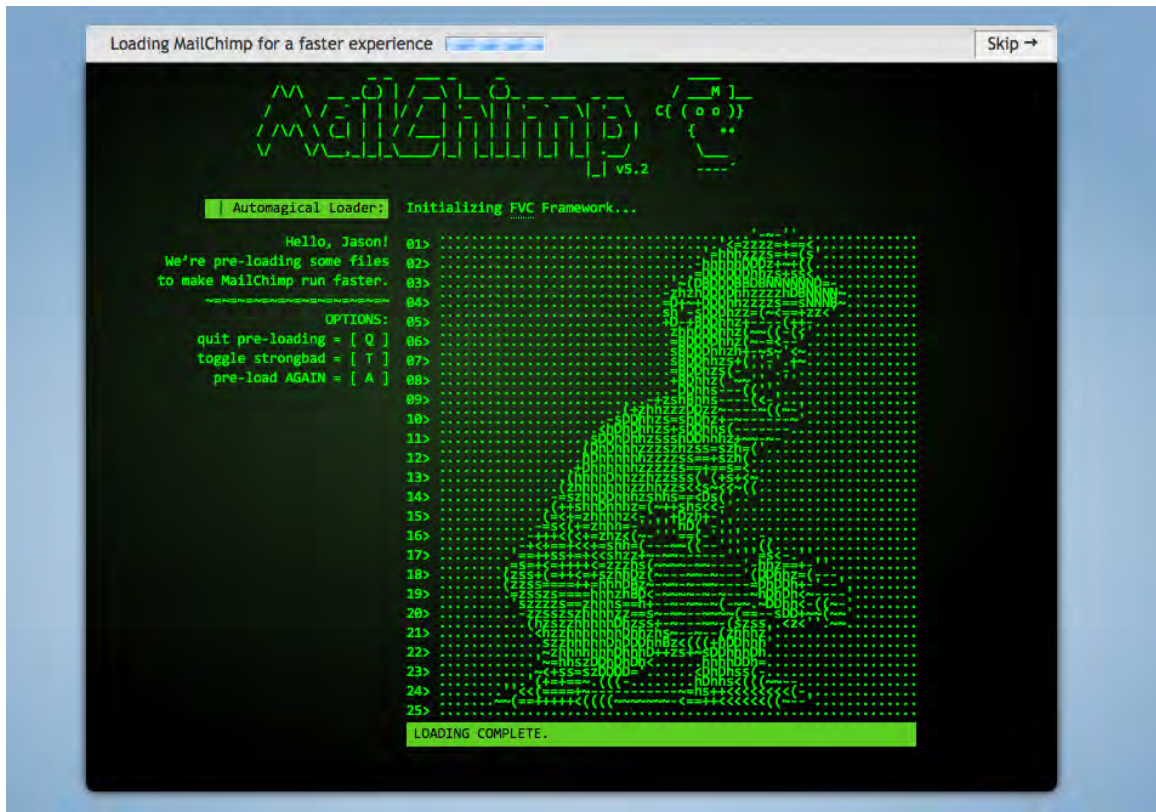 Loading MailChimp for a faster experience
Skip →
MailChimp
M
v5.2
| Automagical Loader:
Initializing FVC Framework...
Hello, Jason!
We're pre-loading some files
to make MailChimp run faster.
~=~=~=~=~=~=~=~=~=~=~=~
OPTIONS:
quit pre-loading = [ Q ]
toggle strongbad = [ T ]
pre-load AGAIN = [ A ]
01>
02>
03>
04>
05>
06>
07>
08>
09>
10>
11>
12>
13>
14>
15>
16>
17>
18>
19>
20>
21>
22>
23>
24>
25>
LOADING COMPLETE.